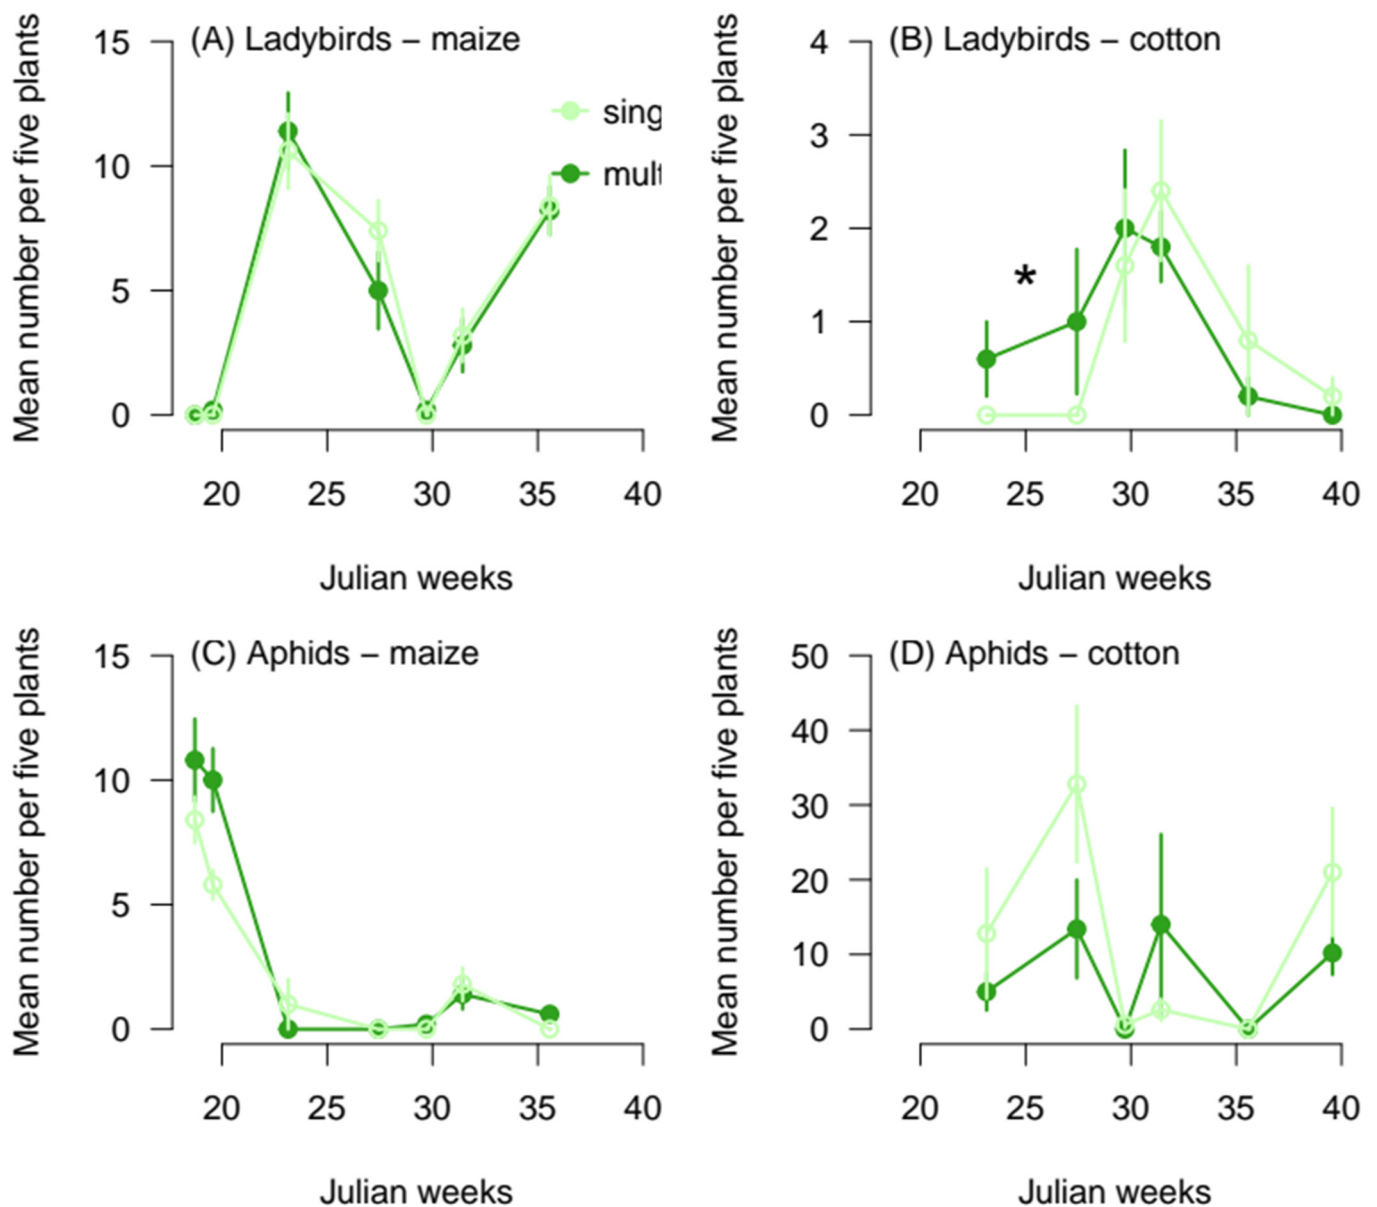 (A) Ladybirds – maize
Mean number per five plants
15
10
5
0
sing
mult
20 25 30 35 40
Julian weeks
(B) Ladybirds – cotton
Mean number per five plants
4
3
2
1
0
*
20 25 30 35 40
Julian weeks
(C) Aphids – maize
Mean number per five plants
15
10
5
0
20 25 30 35 40
Julian weeks
(D) Aphids – cotton
Mean number per five plants
50
40
30
20
10
0
20 25 30 35 40
Julian weeks